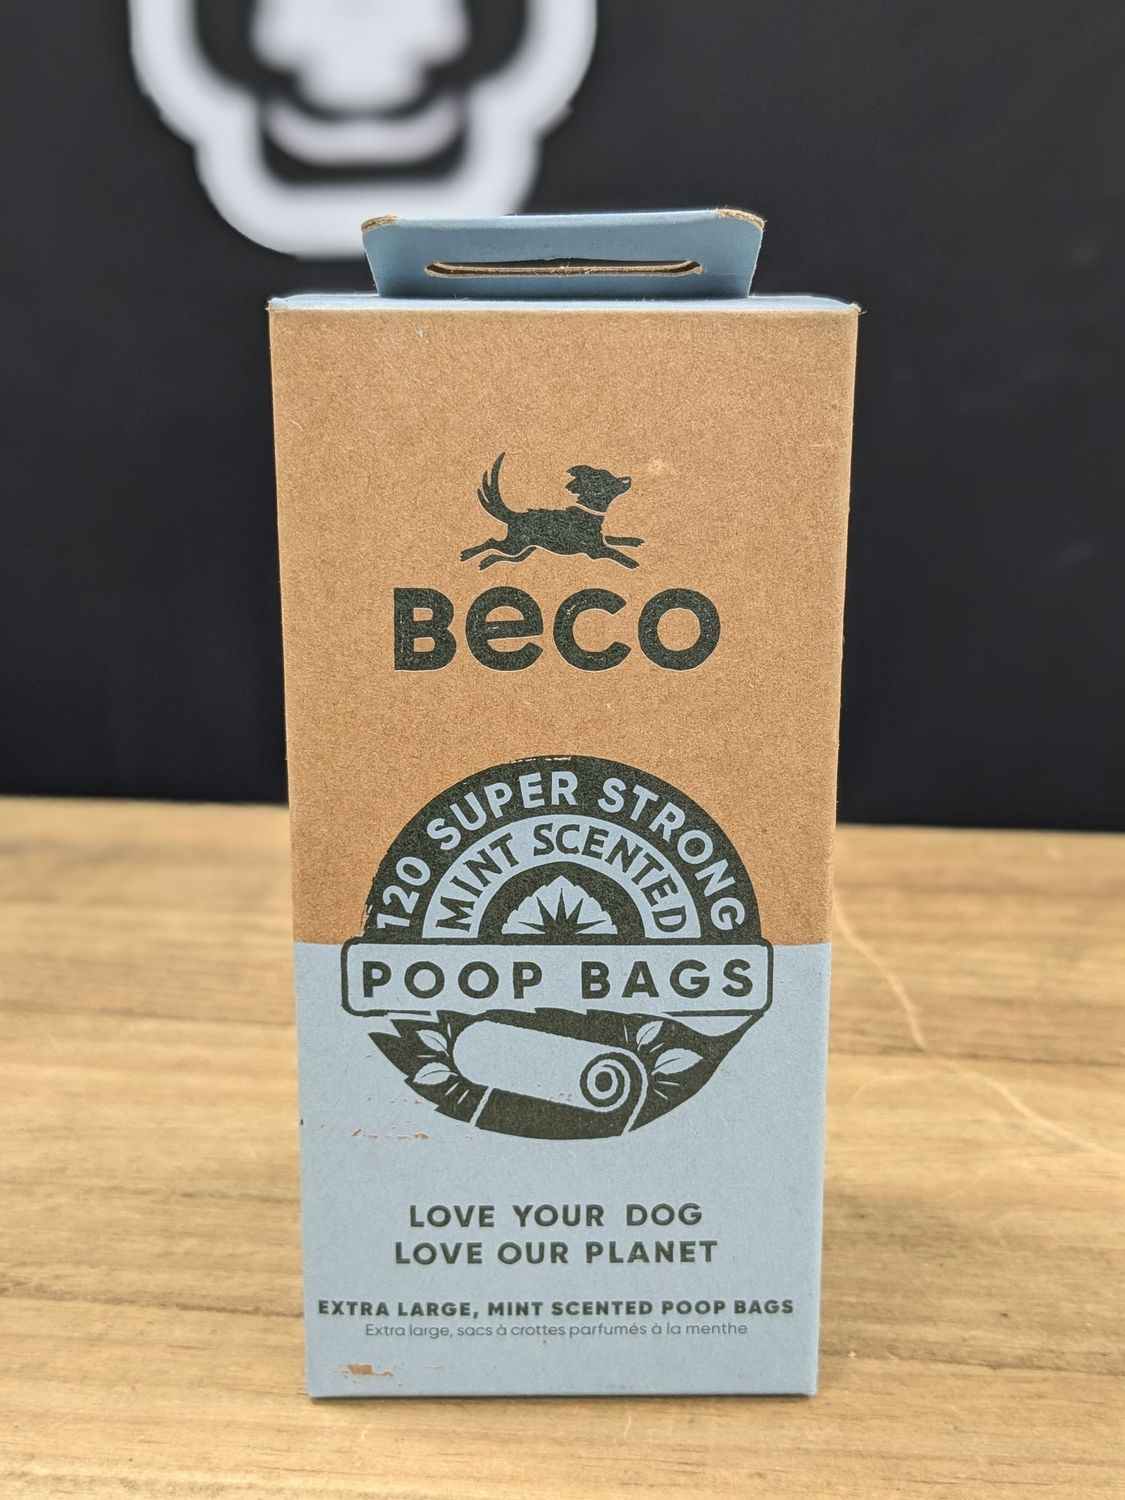 Beco
120 SUPER STRONG
MINT SCENTED
POOP BAGS
LOVE YOUR DOG
LOVE OUR PLANET
EXTRA LARGE, MINT SCENTED POOP BAGS
Extra large, sacs à crottes parfumés à la menthe